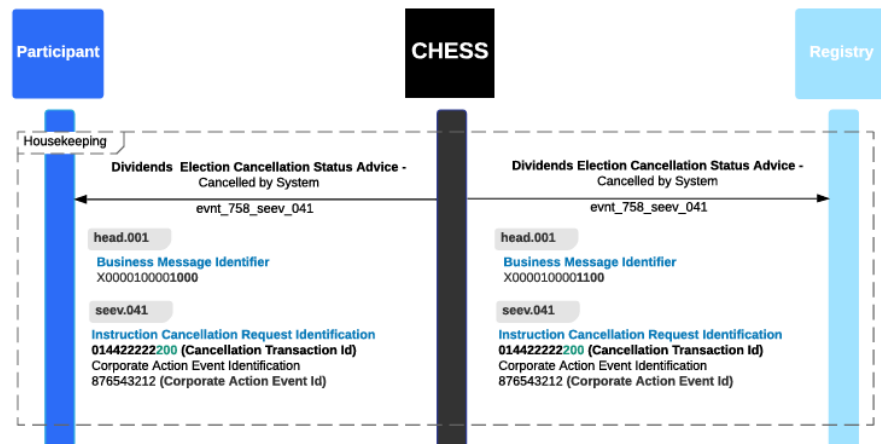 Participant
CHESS
Registry
Housekeeping
Dividends Election Cancellation Status Advice -
Cancelled by System
evnt_758_seev_041
head.001
Business Message Identifier
X0000100001000
seev.041
Instruction Cancellation Request Identification
014422222200 (Cancellation Transaction Id)
Corporate Action Event Identification
876543212 (Corporate Action Event Id)
Dividends Election Cancellation Status Advice -
Cancelled by System
evnt_758_seev_041
head.001
Business Message Identifier
X0000100001100
seev.041
Instruction Cancellation Request Identification
014422222200 (Cancellation Transaction Id)
Corporate Action Event Identification
876543212 (Corporate Action Event Id)